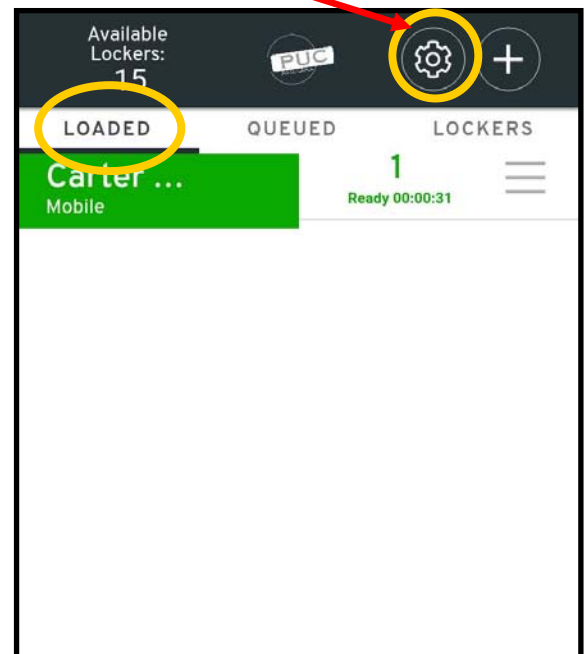 Available
Lockers:
15
PUC
LOADED QUEUED LOCKERS
Carter ... 1
Mobile Ready 00:00:31